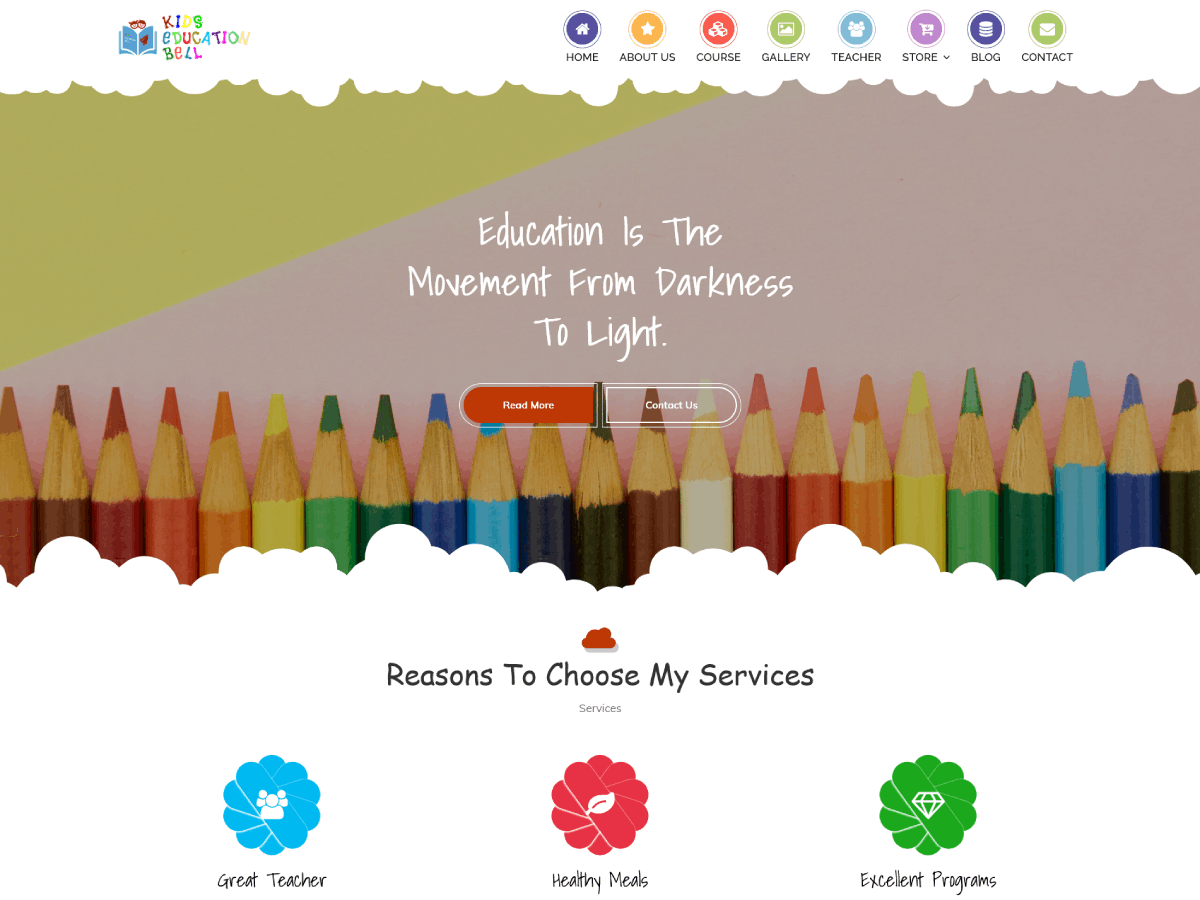 KIDS
EDUCATION
BELL
HOME
ABOUT US
COURSE
GALLERY
TEACHER
STORE
BLOG
CONTACT
Education Is The
Movement From Darkness
To Light.
Read More
Contact Us
Reasons To Choose My Services
Services
Great Teacher
Healthy Meals
Excellent Programs